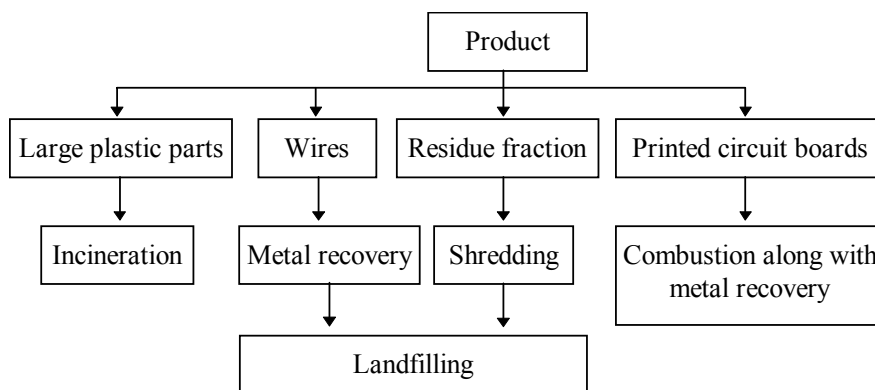 Product
Large plastic parts
Wires
Residue fraction
Printed circuit boards
Incineration
Metal recovery
Shredding
Combustion along with
metal recovery
Landfilling